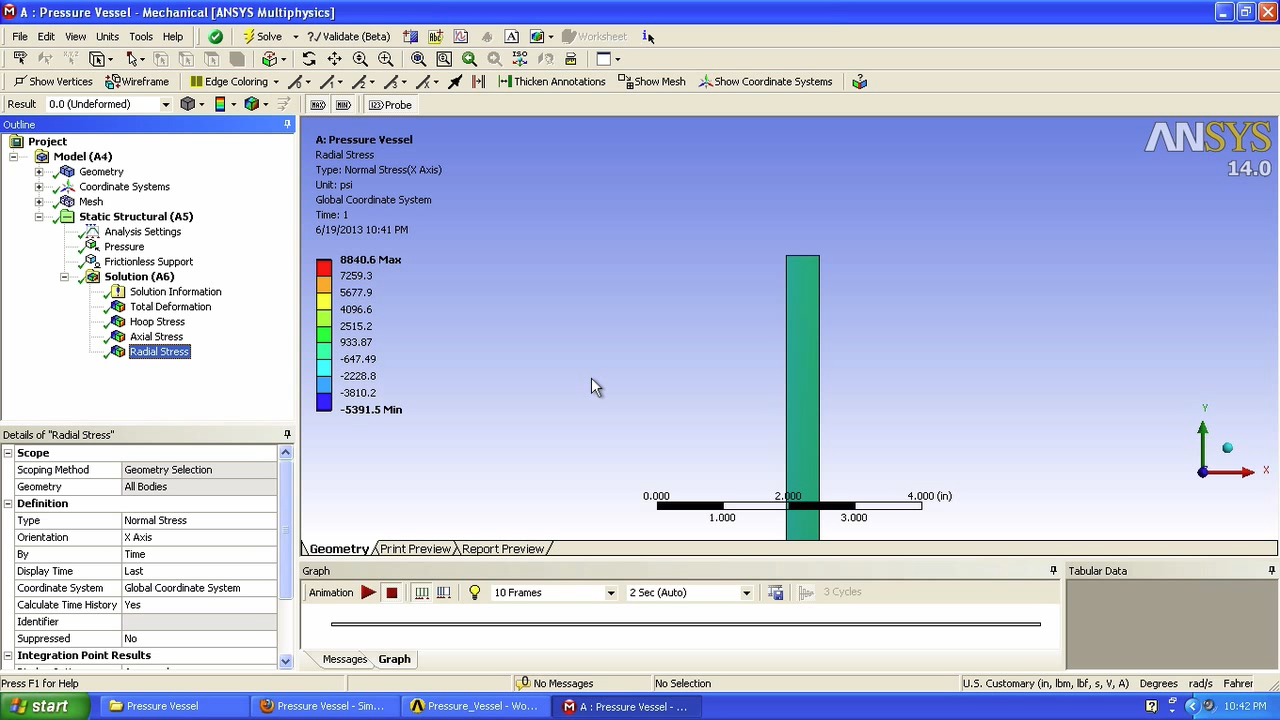 A : Pressure Vessel - Mechanical [ANSYS Multiphysics]
File Edit View Units Tools Help Solve ?/ Validate (Beta) Worksheet
Show Vertices Wireframe Edge Coloring Thicken Annotations Show Mesh Show Coordinate Systems
Result 0.0 (Undeformed) MAX MIN Probe
Outline
Project
Model (A4)
Geometry
Coordinate Systems
Mesh
Static Structural (A5)
Analysis Settings
Pressure
Frictionless Support
Solution (A6)
Solution Information
Total Deformation
Hoop Stress
Axial Stress
Radial Stress
A: Pressure Vessel
Radial Stress
Type: Normal Stress(X Axis)
Unit: psi
Global Coordinate System
Time: 1
6/19/2013 10:41 PM
8840.6 Max
7259.3
5677.9
4096.6
2515.2
933.87
-647.49
-2228.8
-3810.2
-5391.5 Min
ANSYS
14.0
Y
X
0.000 2.000 4.000 (in)
1.000 3.000
Geometry Print Preview Report Preview
Details of "Radial Stress"
Scope
Scoping Method Geometry Selection
Geometry All Bodies
Definition
Type Normal Stress
Orientation X Axis
By Time
Display Time Last
Coordinate System Global Coordinate System
Calculate Time History Yes
Identifier
Suppressed No
Integration Point Results
Graph
Animation 10 Frames 2 Sec (Auto) 3 Cycles
Messages Graph
Tabular Data
Press F1 for Help 0 No Messages No Selection U.S. Customary (in, lbm, lbf, s, V, A) Degrees rad/s Fahrer
start Pressure Vessel Pressure Vessel - Sim... Pressure_Vessel - Wo... A : Pressure Vessel - ... 10:42 PM